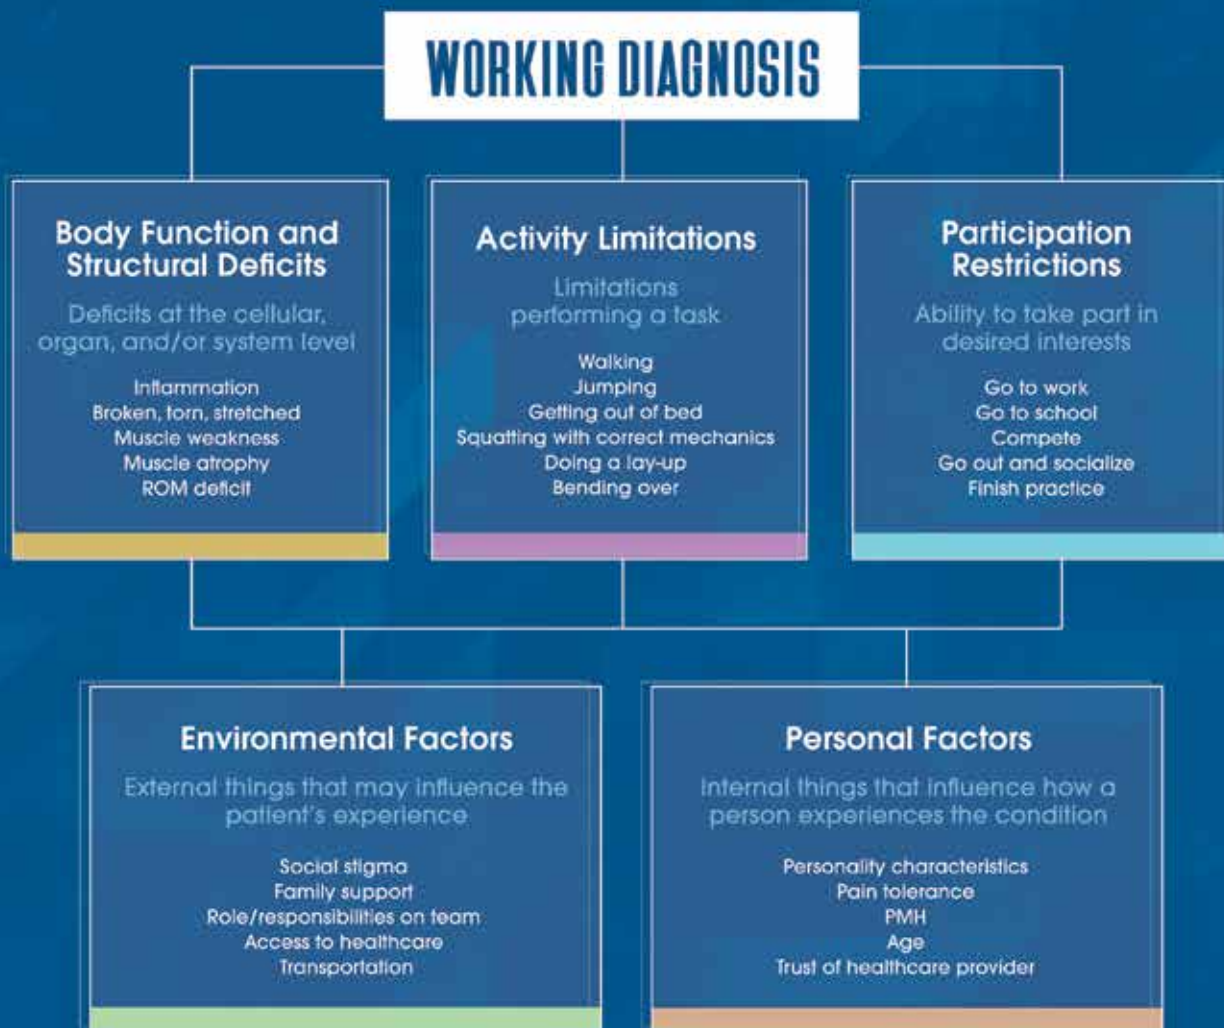 WORKING DIAGNOSIS
Body Function and
Structural Deficits
Deficits at the cellular,
organ, and/or system level
Inflammation
Broken, torn, stretched
Muscle weakness
Muscle atrophy
ROM deficit
Activity Limitations
Limitations
performing a task
Walking
Jumping
Getting out of bed
Squatting with correct mechanics
Doing a lay-up
Bending over
Participation
Restrictions
Ability to take part in
desired interests
Go to work
Go to school
Compete
Go out and socialize
Finish practice
Environmental Factors
External things that may influence the
patient's experience
Social stigma
Family support
Role/responsibilities on team
Access to healthcare
Transportation
Personal Factors
Internal things that influence how a
person experiences the condition
Personality characteristics
Pain tolerance
PMH
Age
Trust of healthcare provider